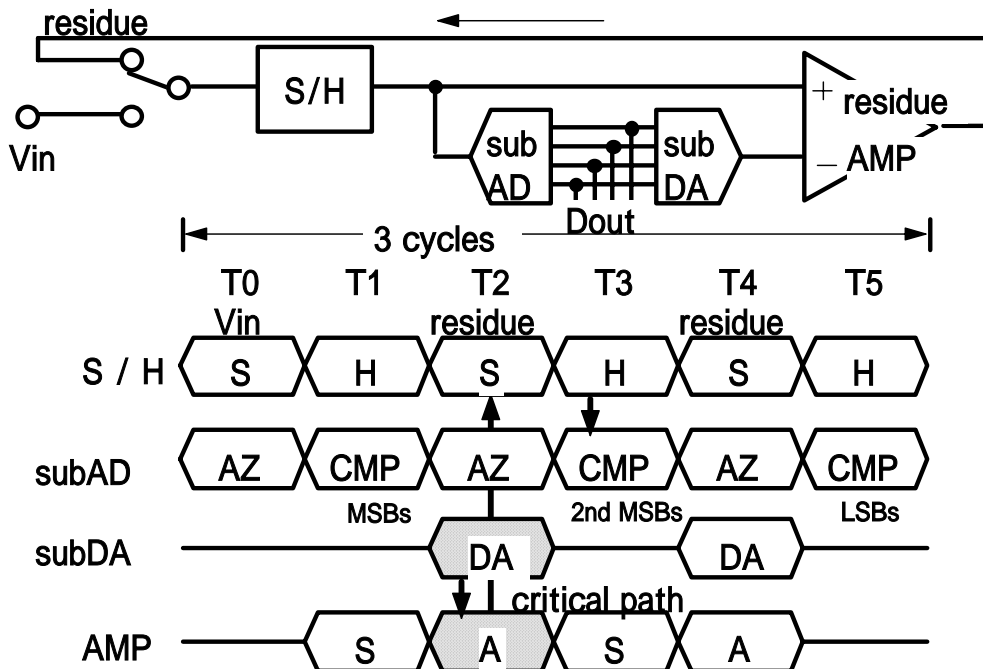 residue
S/H
+
residue
sub
sub
Vin
AD
DA
−
AMP
Dout
3 cycles
T0 T1 T2 T3 T4 T5
Vin residue residue
S / H S H S H S H
subAD AZ CMP AZ CMP AZ CMP
MSBs 2nd MSBs LSBs
subDA DA DA
critical path
AMP S A S A